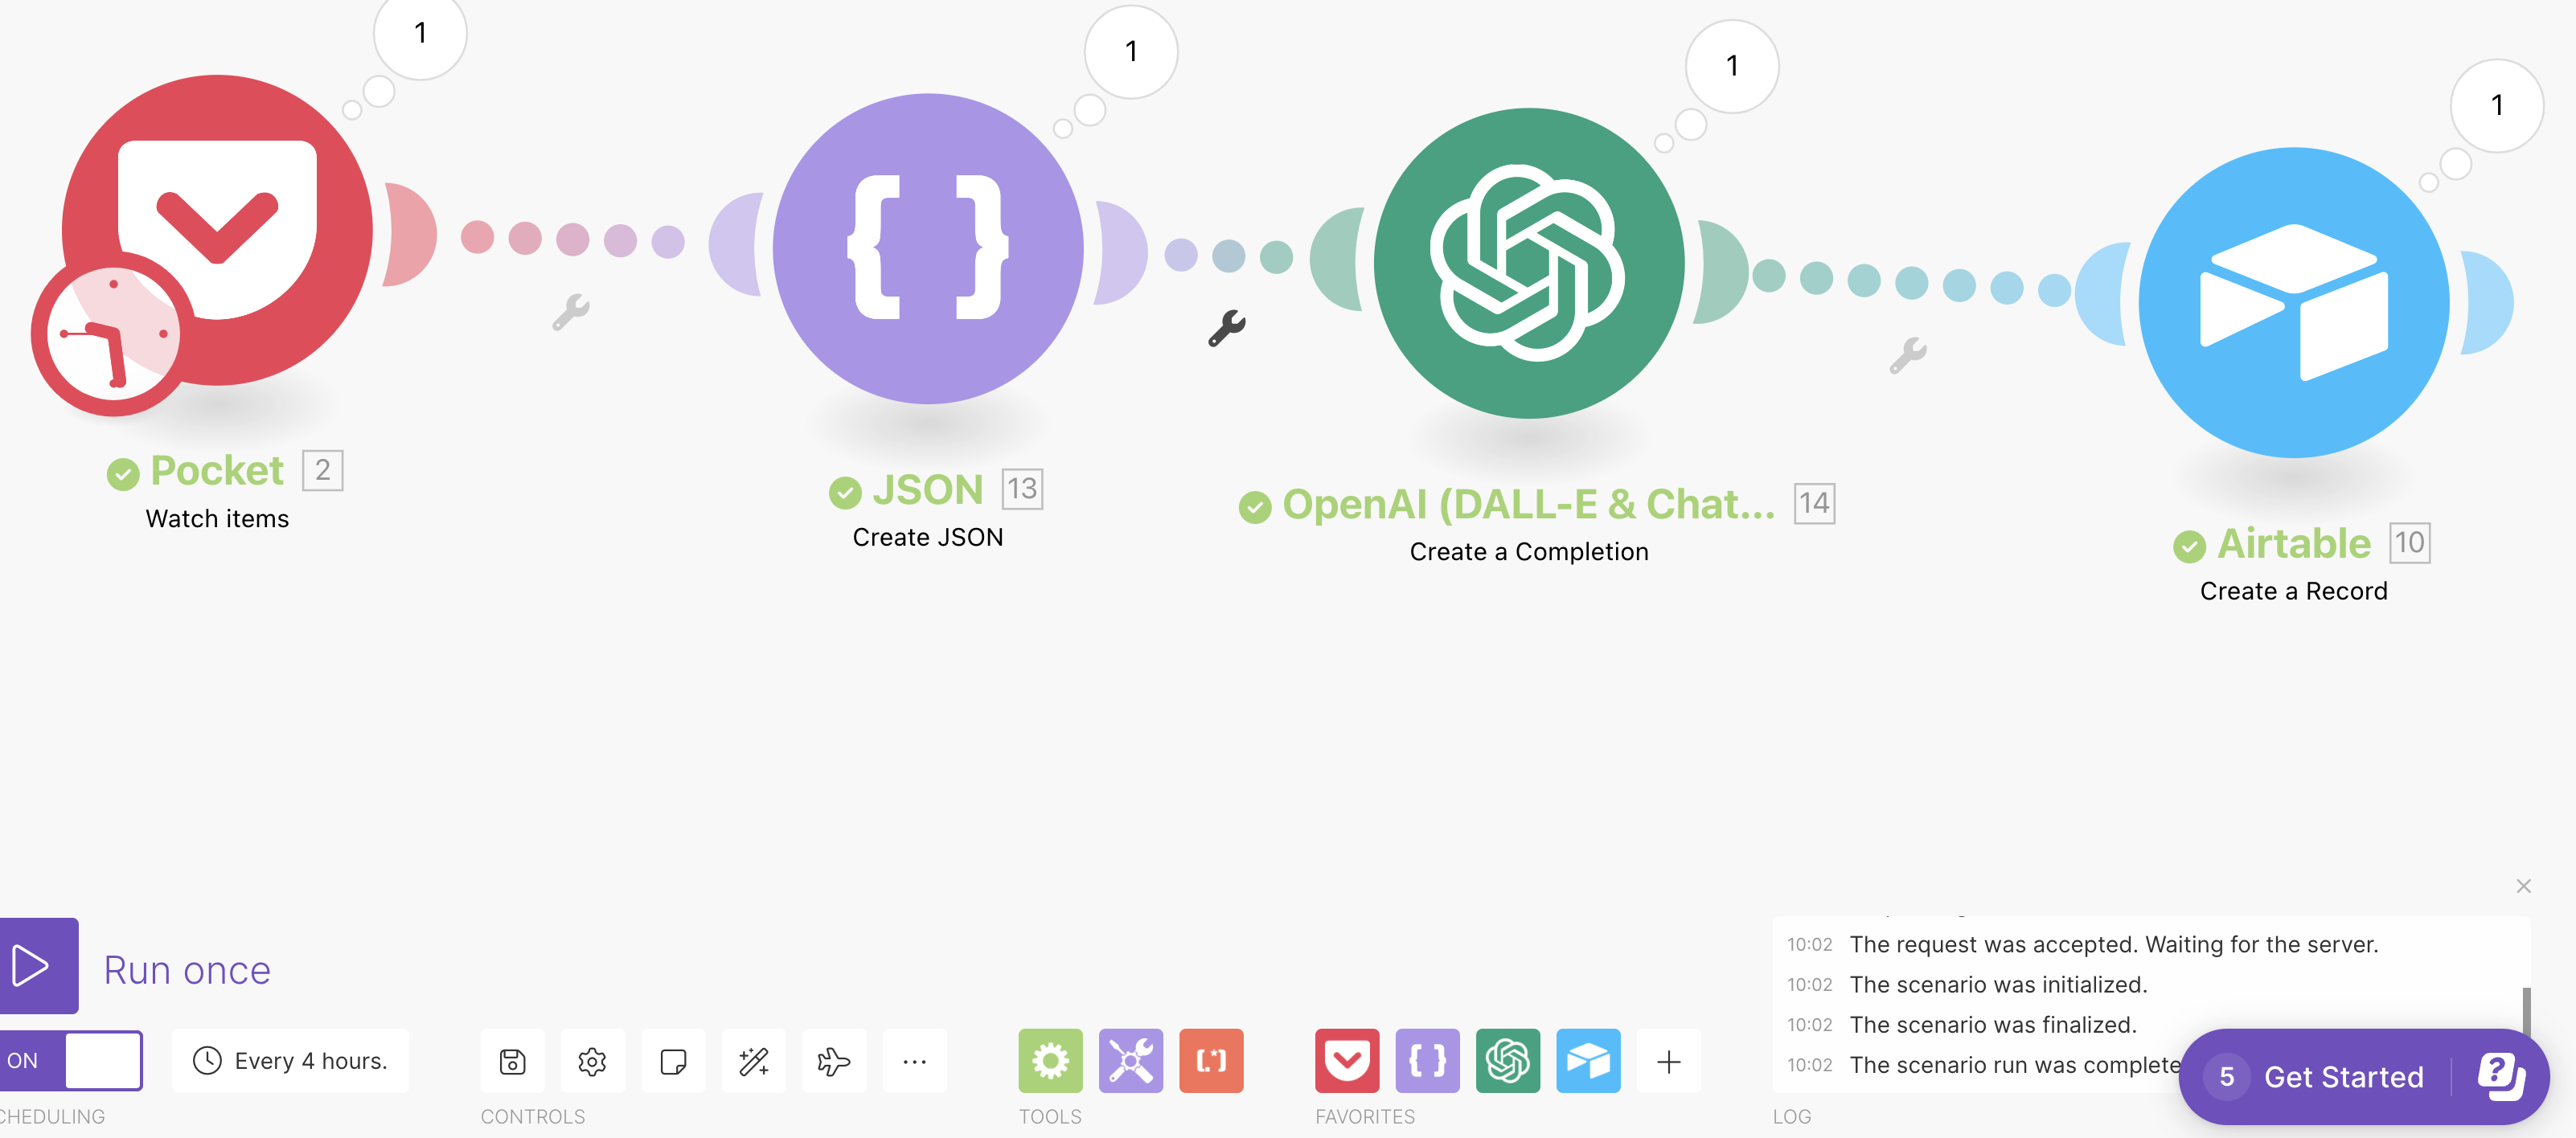 1
1
1
1
Pocket 2
Watch items
JSON 13
Create JSON
OpenAI (DALL-E & Chat... 14
Create a Completion
Airtable 10
Create a Record
Run once
ON
Every 4 hours.
CHEDULING
CONTROLS
TOOLS
FAVORITES
10:02 The request was accepted. Waiting for the server.
10:02 The scenario was initialized.
10:02 The scenario was finalized.
10:02 The scenario run was complete
LOG
5 Get Started